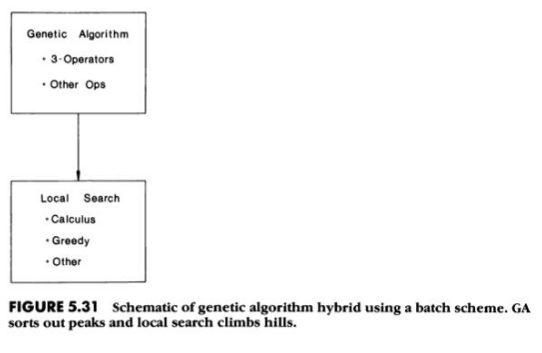 Genetic Algorithm
• 3-Operators
• Other Ops
Local Search
• Calculus
• Greedy
• Other
FIGURE 5.31 Schematic of genetic algorithm hybrid using a batch scheme. GA
sorts out peaks and local search climbs hills.